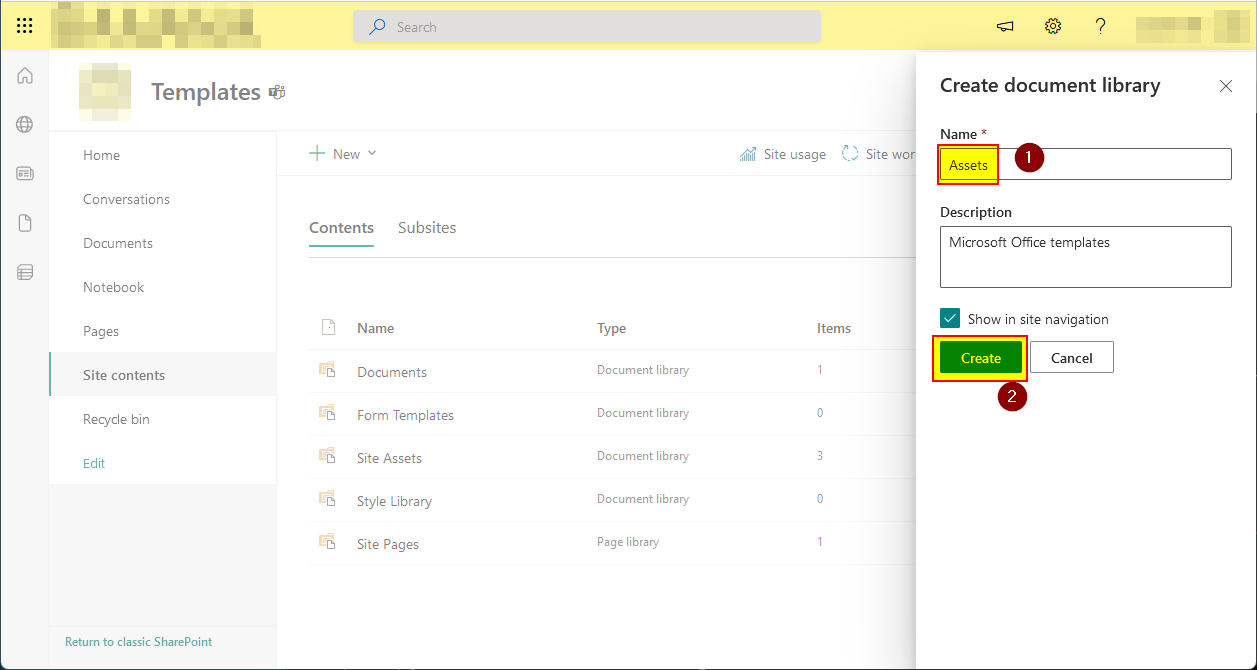 Search
?
Templates
Home
Conversations
Documents
Notebook
Pages
Site contents
Recycle bin
Edit
Return to classic SharePoint
New
Site usage
Site wor
Contents
Subsites
Name Type Items
Documents Document library 1
Form Templates Document library 0
Site Assets Document library 3
Style Library Document library 0
Site Pages Page library 1
Create document library
Name *
Assets
1
Description
Microsoft Office templates
Show in site navigation
Create
Cancel
2